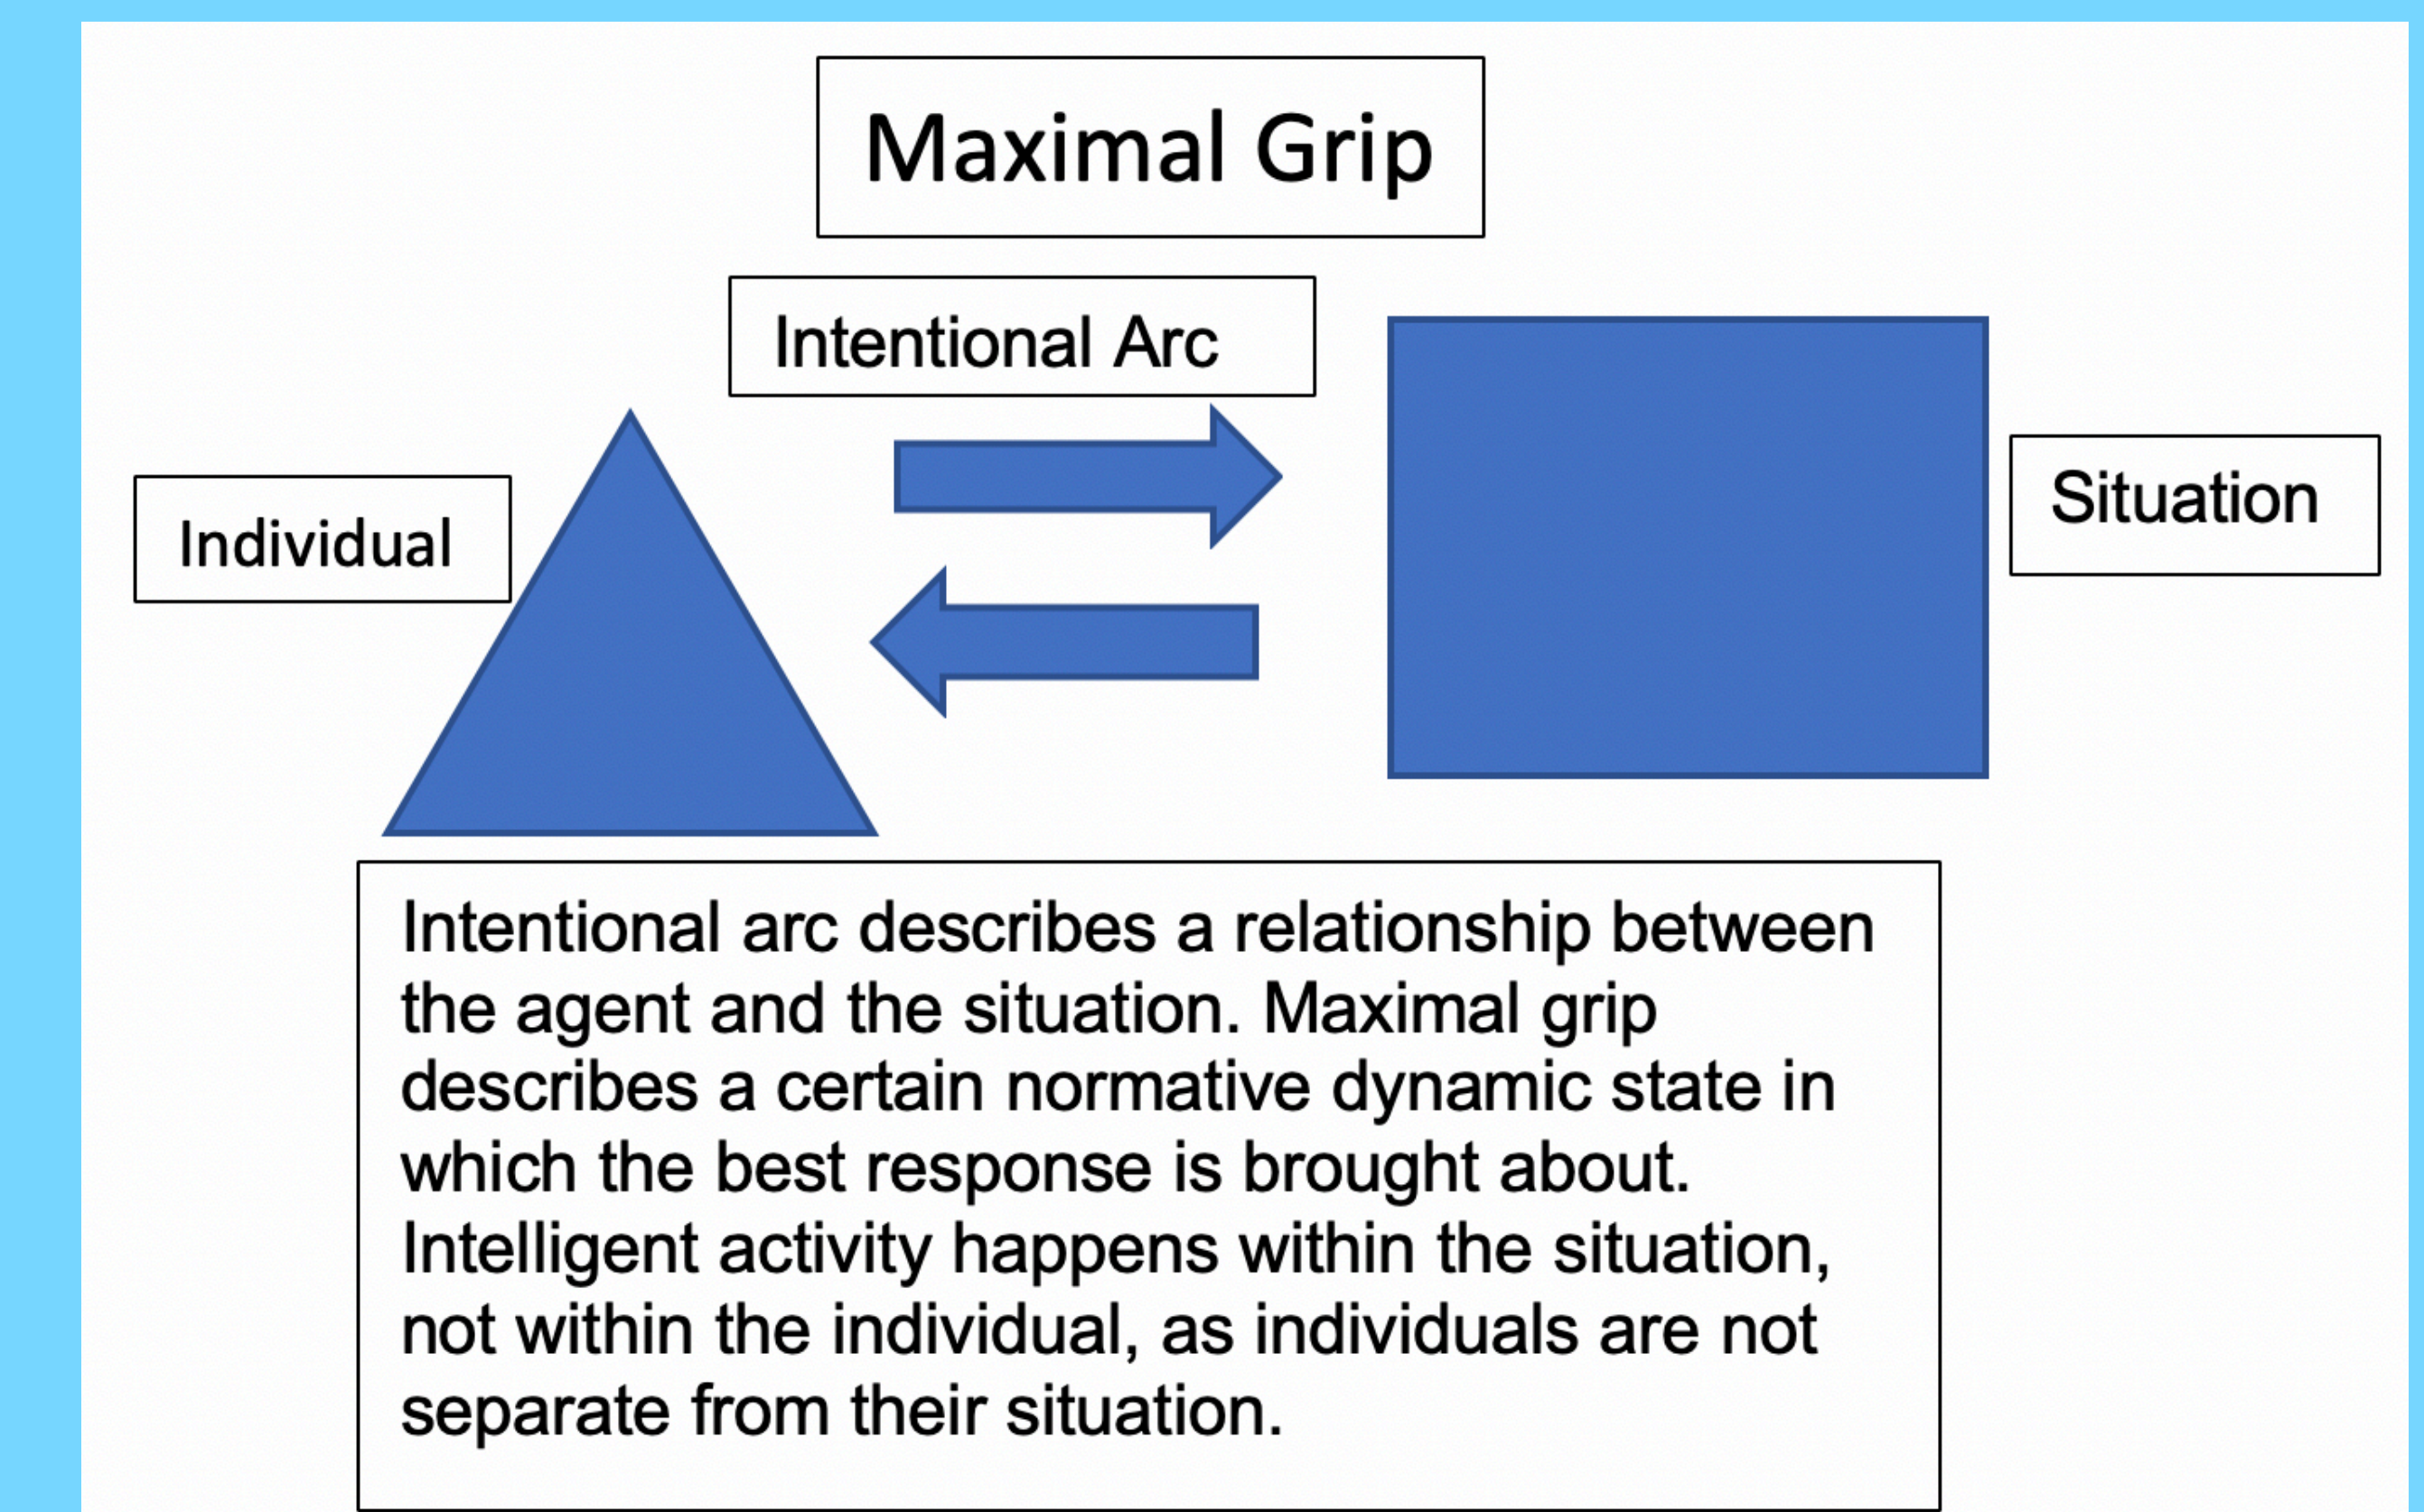 Maximal Grip
Intentional Arc
Individual
Situation
Intentional arc describes a relationship between
the agent and the situation. Maximal grip
describes a certain normative dynamic state in
which the best response is brought about.
Intelligent activity happens within the situation,
not within the individual, as individuals are not
separate from their situation.